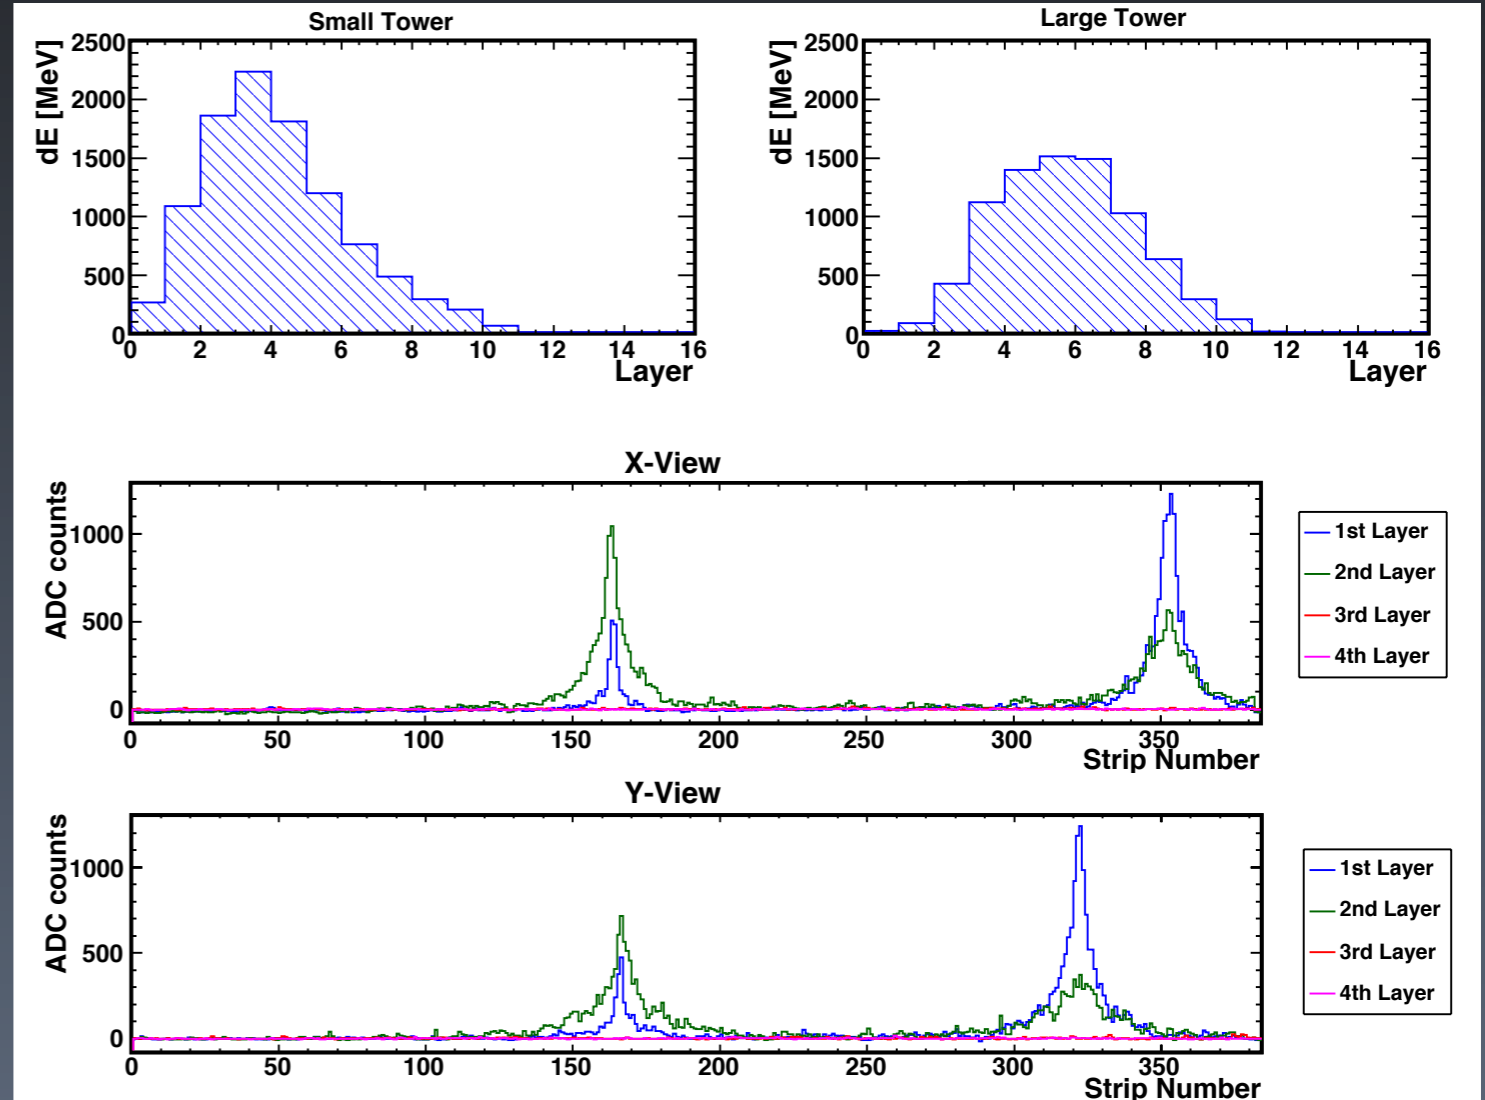 Small Tower
dE [MeV]
2500
2000
1500
1000
500
0
0 2 4 6 8 10 12 14 16
Layer
Large Tower
dE [MeV]
2500
2000
1500
1000
500
0
0 2 4 6 8 10 12 14 16
Layer
X-View
ADC counts
1000
500
0
0 50 100 150 200 250 300 350
Strip Number
1st Layer
2nd Layer
3rd Layer
4th Layer
Y-View
ADC counts
1000
500
0
0 50 100 150 200 250 300 350
Strip Number
1st Layer
2nd Layer
3rd Layer
4th Layer